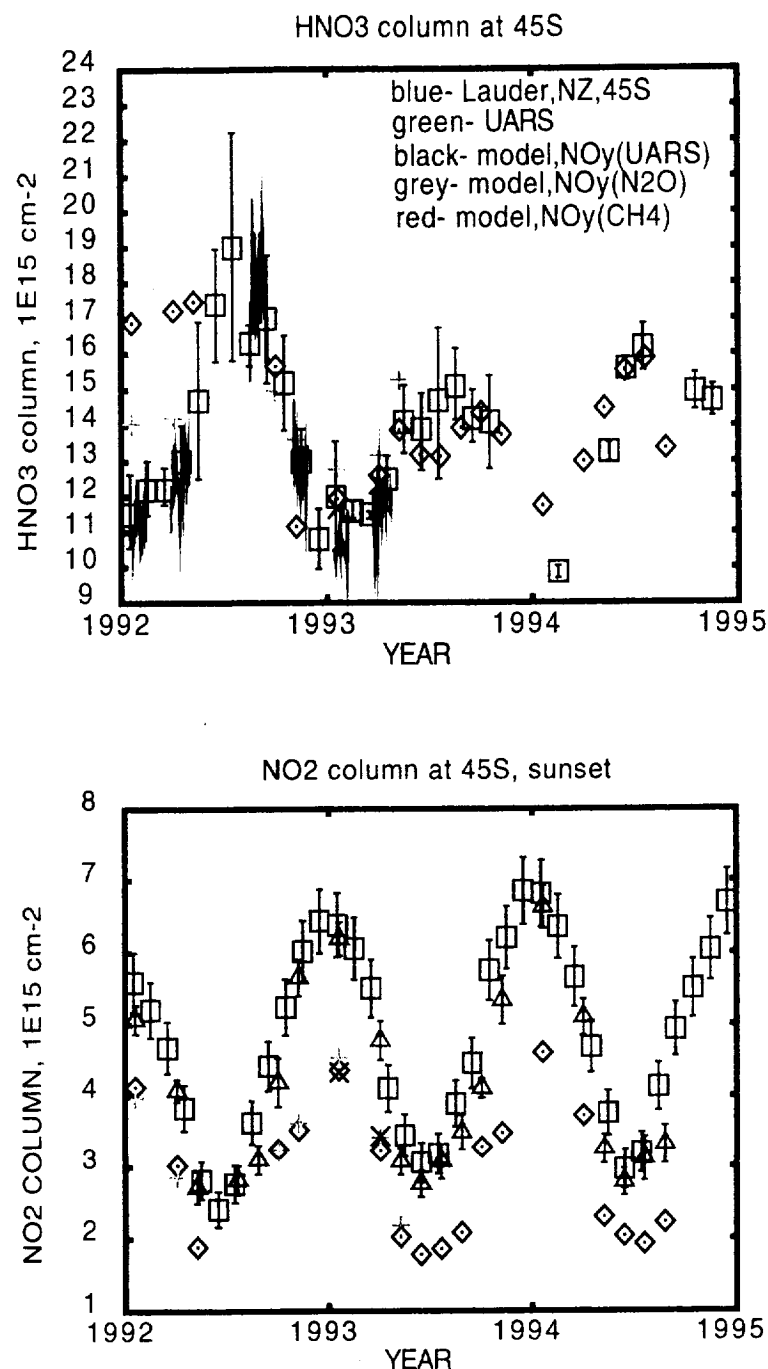 HNO3 column at 45S
24
23
22
21
20
19
18
17
16
15
14
13
12
11
10
9
HNO3 column, 1E15 cm-2
blue- Lauder,NZ,45S
green- UARS
black- model,NOy(UARS)
grey- model,NOy(N2O)
red- model,NOy(CH4)
1992 1993 1994 1995
YEAR
NO2 column at 45S, sunset
8
7
6
5
4
3
2
1
NO2 COLUMN, 1E15 cm-2
1992 1993 1994 1995
YEAR